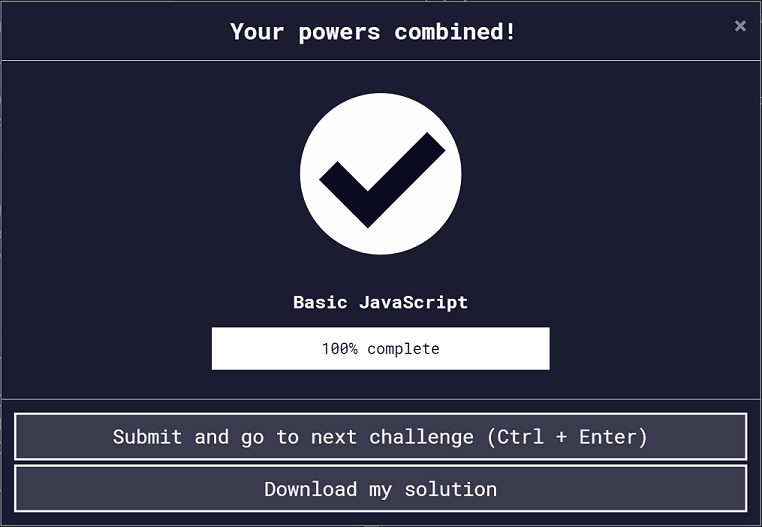 Your powers combined!
×
Basic JavaScript
100% complete
Submit and go to next challenge (Ctrl + Enter)
Download my solution